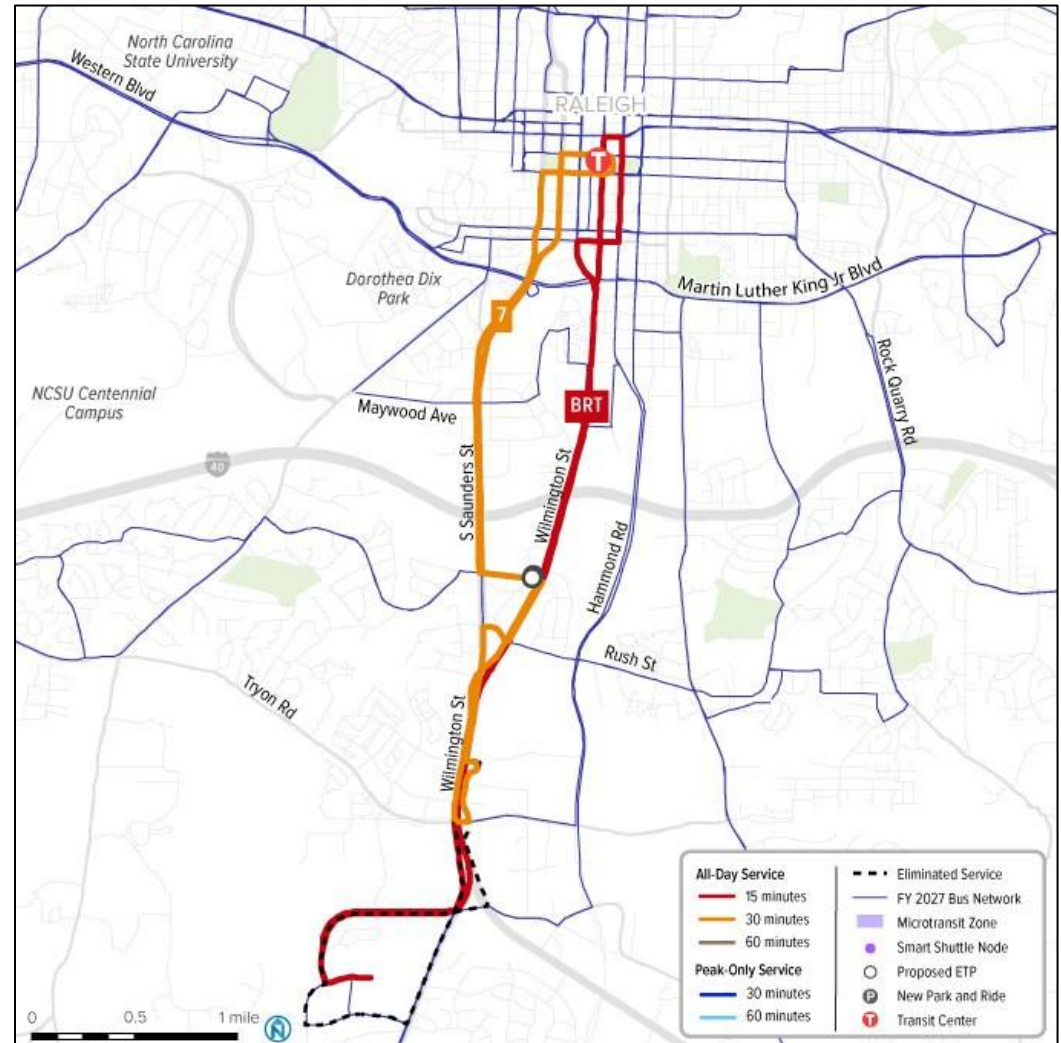 North Carolina
State University
Western Blvd
RALEIGH
T
Dorothea Dix
Park
Martin Luther King Jr Blvd
7
NCSU Centennial
Campus
Maywood Ave
BRT
Rock Quarry Rd
40
S Saunders St
Wilmington St
Hammond Rd
Rush St
Tryon Rd
Wilmington St
All-Day Service
15 minutes
30 minutes
60 minutes
Peak-Only Service
30 minutes
60 minutes
Eliminated Service
FY 2027 Bus Network
Microtransit Zone
Smart Shuttle Node
Proposed ETP
P New Park and Ride
T Transit Center
0 0.5 1 mile
N